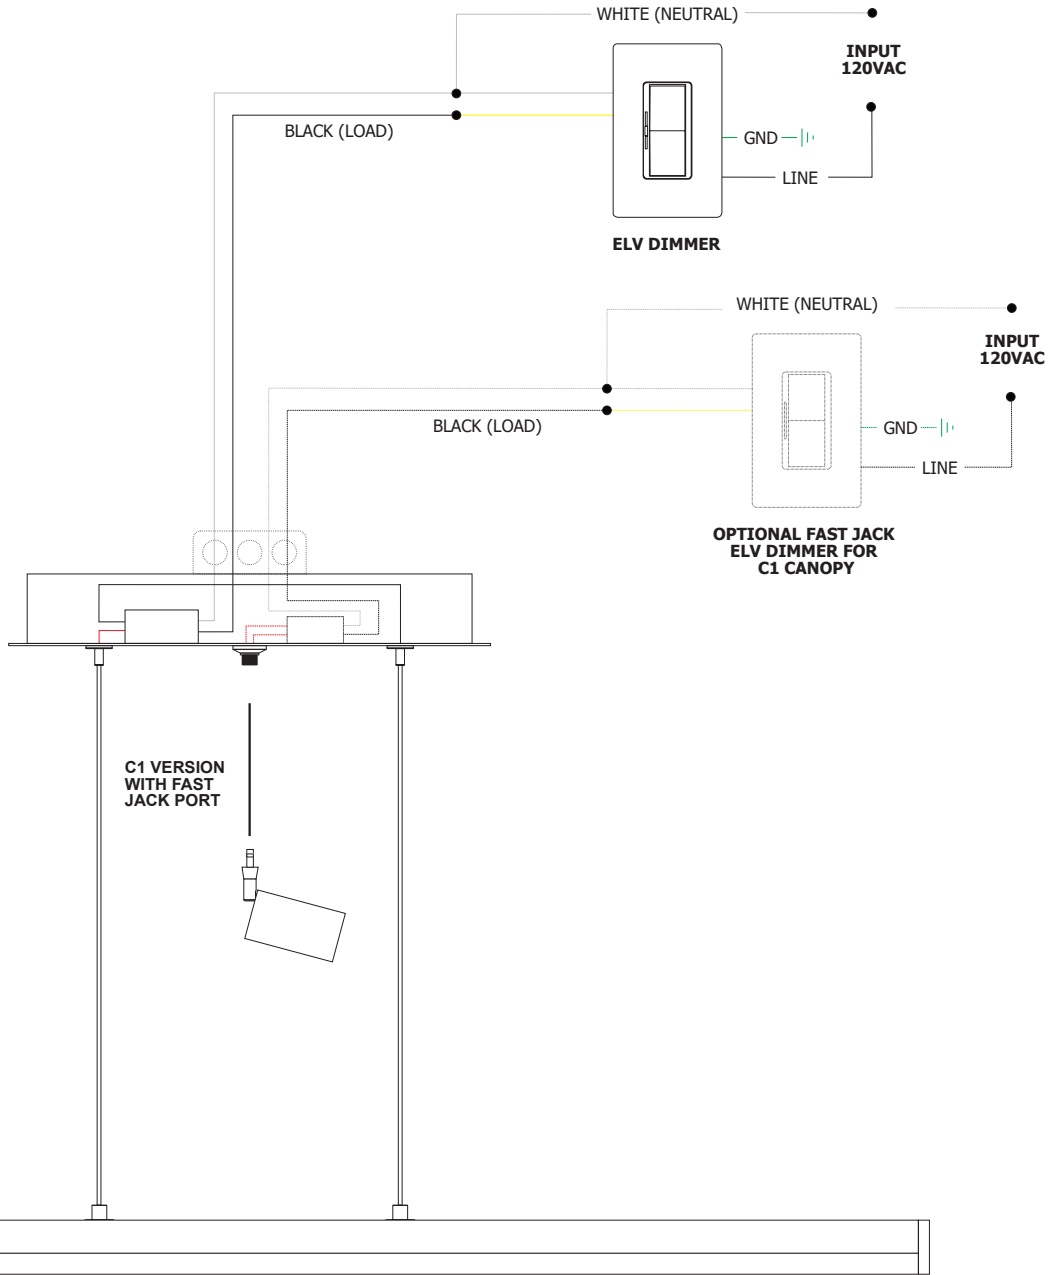 WHITE (NEUTRAL)
INPUT
120VAC
BLACK (LOAD)
GND
LINE
ELV DIMMER
WHITE (NEUTRAL)
INPUT
120VAC
BLACK (LOAD)
GND
LINE
OPTIONAL FAST JACK
ELV DIMMER FOR
C1 CANOPY
C1 VERSION
WITH FAST
JACK PORT